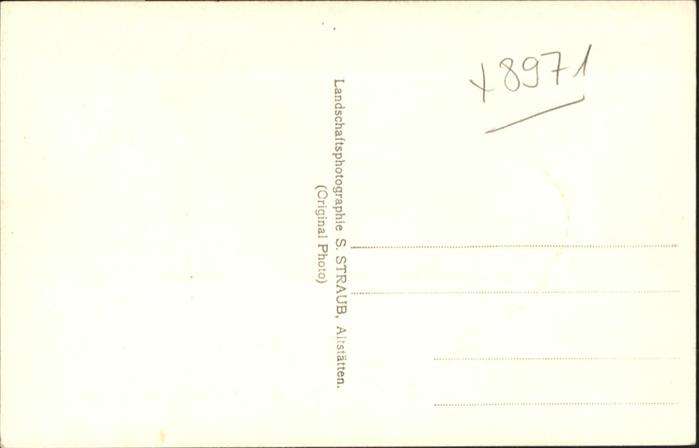 x8971
Landschaftsphotographie S. STRAUB, Altstätten.
(Original Photo)